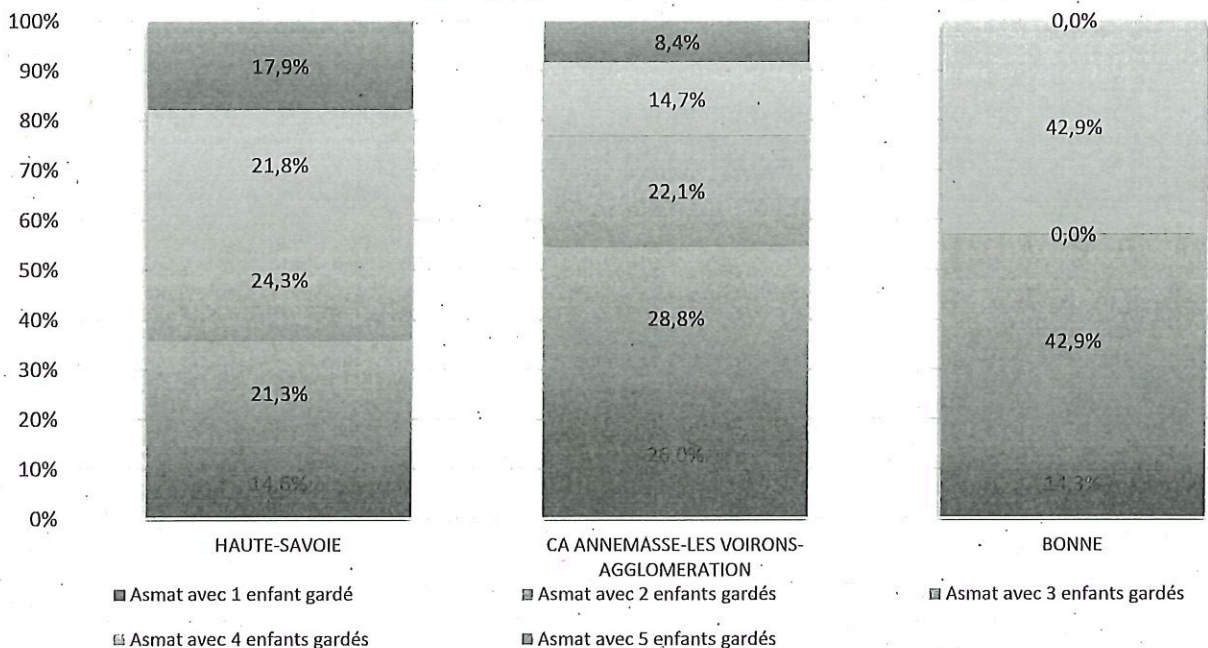 100%
90%
80%
70%
60%
50%
40%
30%
20%
10%
0%
17,9%
21,8%
24,3%
21,3%
14,6%
8,4%
14,7%
22,1%
28,8%
26,0%
0,0%
42,9%
0,0%
42,9%
14,3%
HAUTE-SAVOIE
CA ANNEMASSE-LES VOIRONS-
AGGLOMERATION
BONNE
Asmat avec 1 enfant gardé
Asmat avec 2 enfants gardés
Asmat avec 3 enfants gardés
Asmat avec 4 enfants gardés
Asmat avec 5 enfants gardés